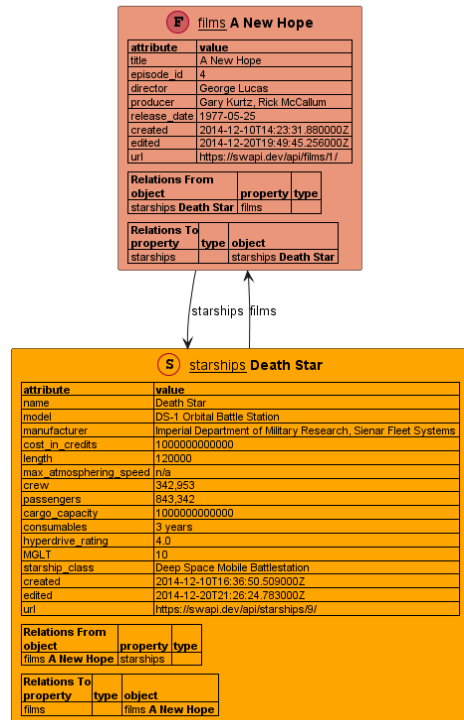 F films A New Hope
attribute value
title A New Hope
episode_id 4
director George Lucas
producer Gary Kurtz, Rick McCallum
release_date 1977-05-25
created 2014-12-10T14:23:31.880000Z
edited 2014-12-20T19:49:45.256000Z
url https://swapi.dev/api/films/1/
Relations From
object property type
starships Death Star films
Relations To
property type object
starships starships Death Star
starships films
S starships Death Star
attribute value
name Death Star
model DS-1 Orbital Battle Station
manufacturer Imperial Department of Military Research, Sienar Fleet Systems
cost_in_credits 1000000000000
length 120000
max_atmosphering_speed n/a
crew 342,953
passengers 843,342
cargo_capacity 1000000000000
consumables 3 years
hyperdrive_rating 4.0
MGLT 10
starship_class Deep Space Mobile Battlestation
created 2014-12-10T16:36:50.509000Z
edited 2014-12-20T21:26:24.783000Z
url https://swapi.dev/api/starships/9/
Relations From
object property type
films A New Hope starships
Relations To
property type object
films films A New Hope